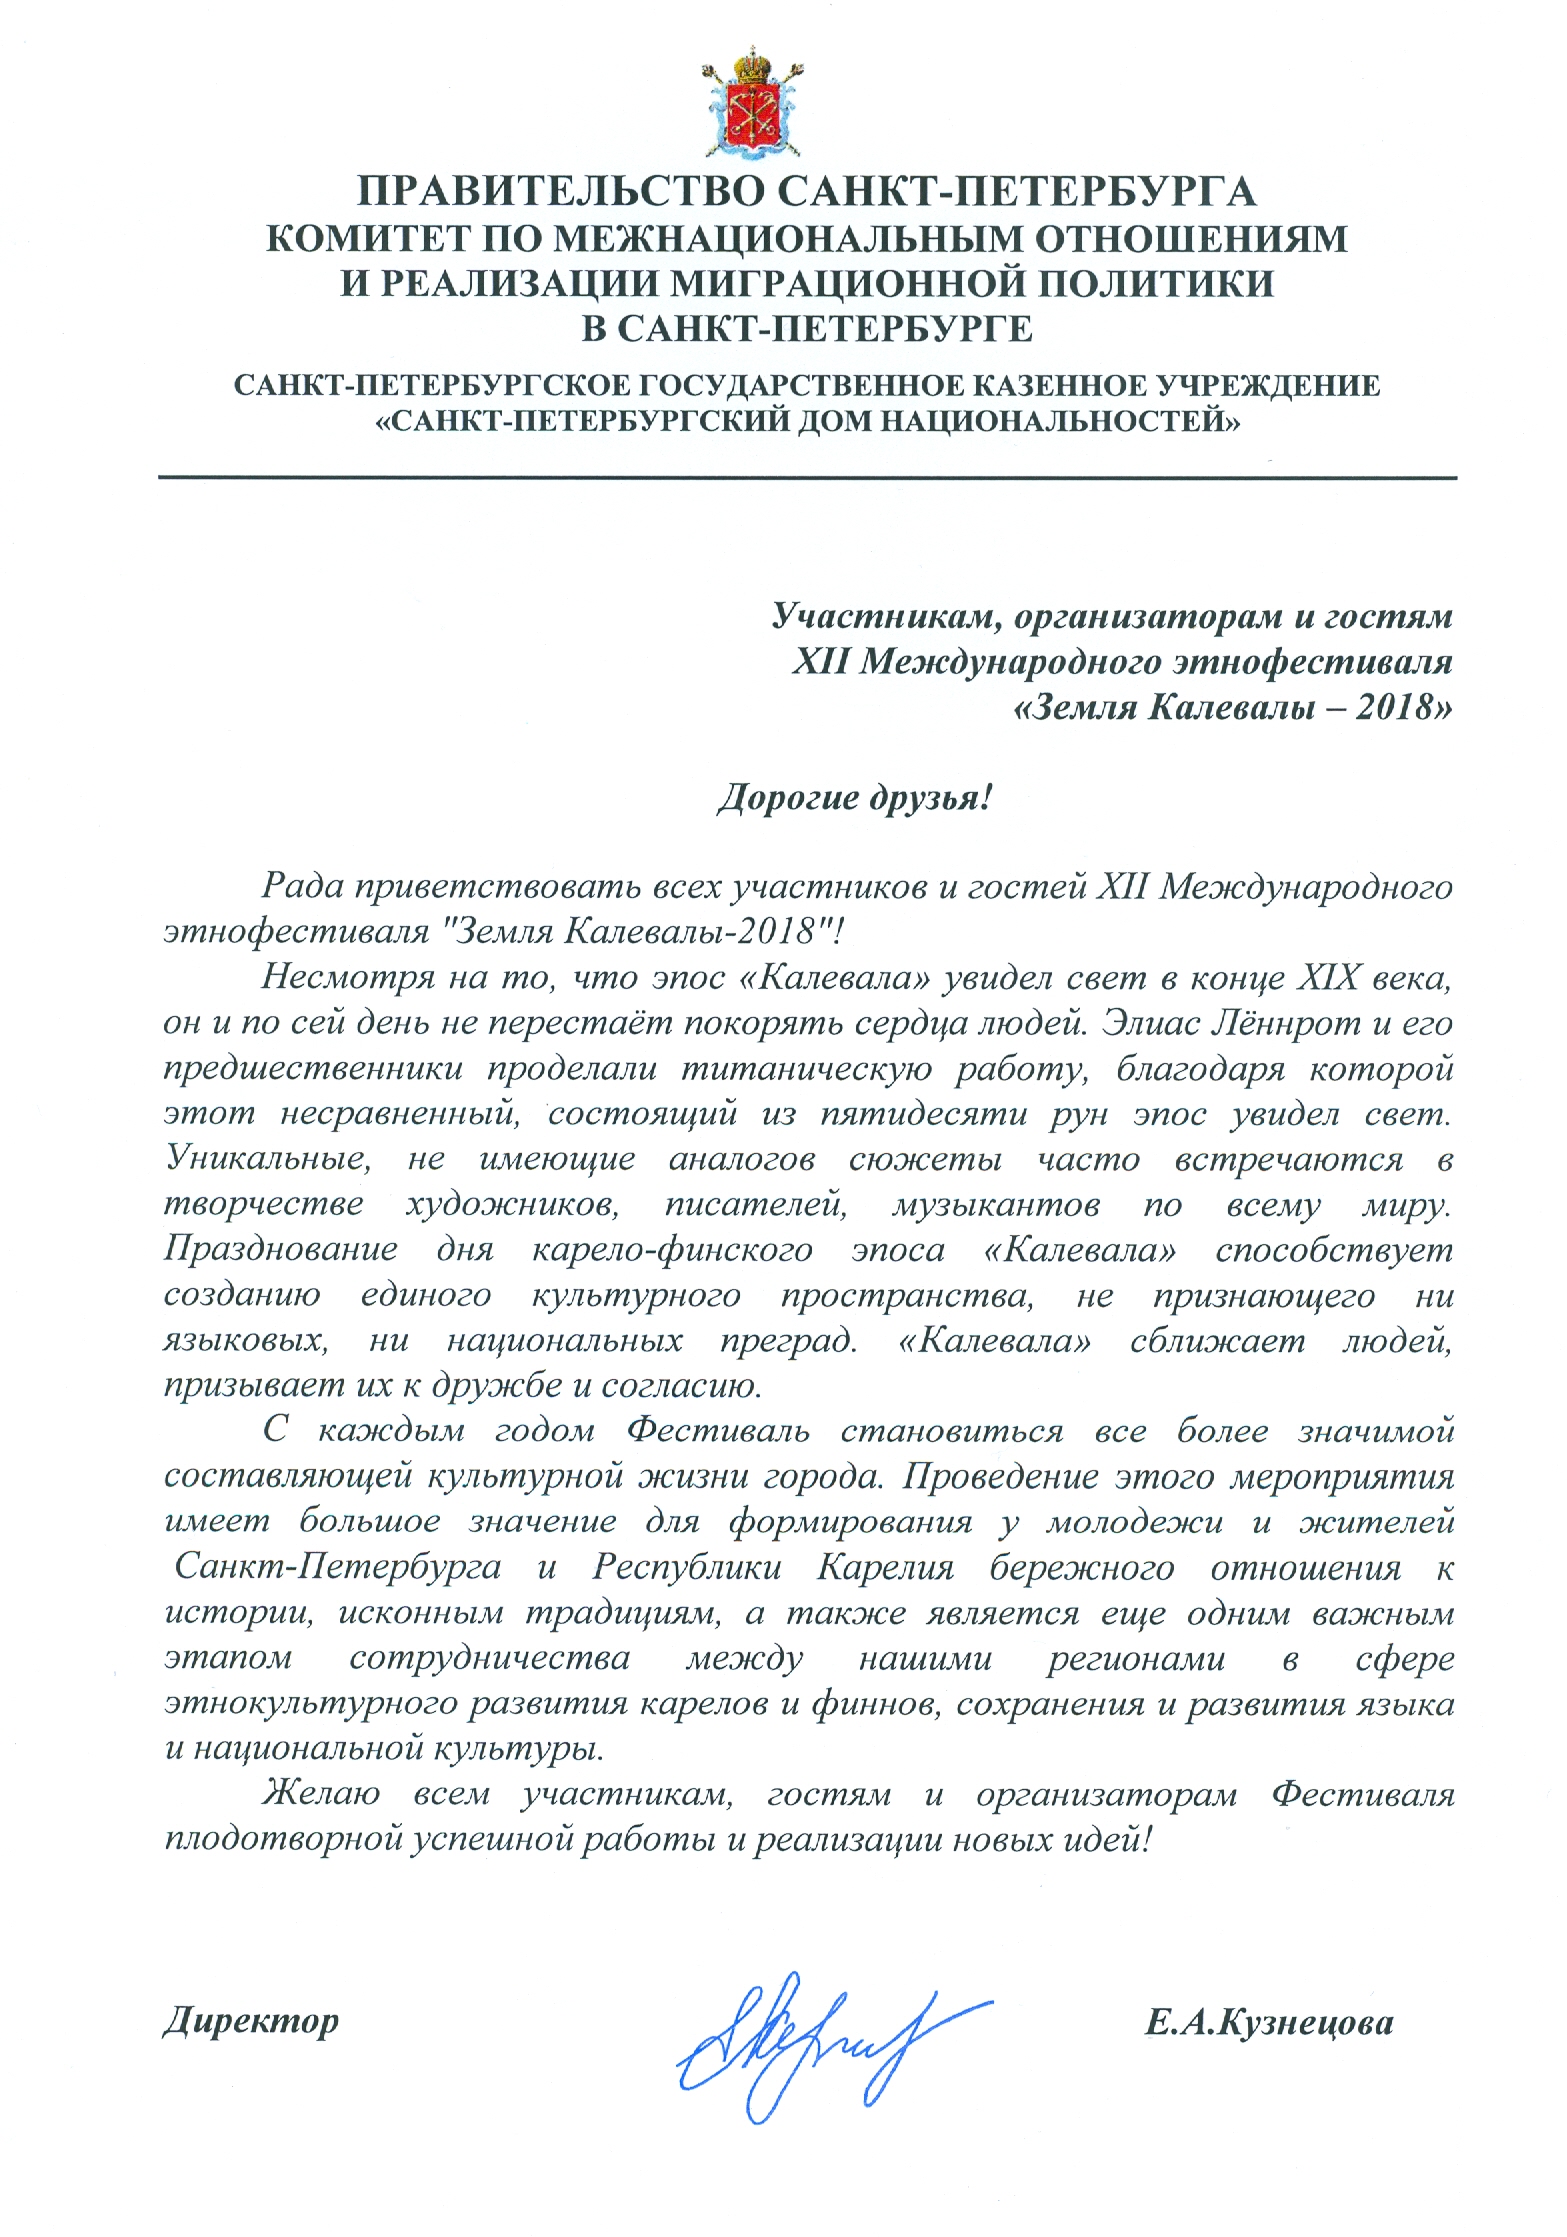 ПРАВИТЕЛЬСТВО САНКТ-ПЕТЕРБУРГА
КОМИТЕТ ПО МЕЖНАЦИОНАЛЬНЫМ ОТНОШЕНИЯМ
И РЕАЛИЗАЦИИ МИГРАЦИОННОЙ ПОЛИТИКИ
В САНКТ-ПЕТЕРБУРГЕ
САНКТ-ПЕТЕРБУРГСКОЕ ГОСУДАРСТВЕННОЕ КАЗЕННОЕ УЧРЕЖДЕНИЕ
«САНКТ-ПЕТЕРБУРГСКИЙ ДОМ НАЦИОНАЛЬНОСТЕЙ»
Участникам, организаторам и гостям
XII Международного этнофестиваля
«Земля Калевалы – 2018»
Дорогие друзья!
Рада приветствовать всех участников и гостей XII Международного
этнофестиваля "Земля Калевалы-2018"!
Несмотря на то, что эпос «Калевала» увидел свет в конце XIX века,
он и по сей день не перестаёт покорять сердца людей. Элиас Лённрот и его
предшественники проделали титаническую работу, благодаря которой
этот несравненный, состоящий из пятидесяти рун эпос увидел свет.
Уникальные, не имеющие аналогов сюжеты часто встречаются в
творчестве художников, писателей, музыкантов по всему миру.
Празднование дня карело-финского эпоса «Калевала» способствует
созданию единого культурного пространства, не признающего ни
языковых, ни национальных преград. «Калевала» сближает людей,
призывает их к дружбе и согласию.
С каждым годом Фестиваль становиться все более значимой
составляющей культурной жизни города. Проведение этого мероприятия
имеет большое значение для формирования у молодежи и жителей
Санкт-Петербурга и Республики Карелия бережного отношения к
истории, исконным традициям, а также является еще одним важным
этапом сотрудничества между нашими регионами в сфере
этнокультурного развития карелов и финнов, сохранения и развития языка
и национальной культуры.
Желаю всем участникам, гостям и организаторам Фестиваля
плодотворной успешной работы и реализации новых идей!
Директор Е.А.Кузнецова